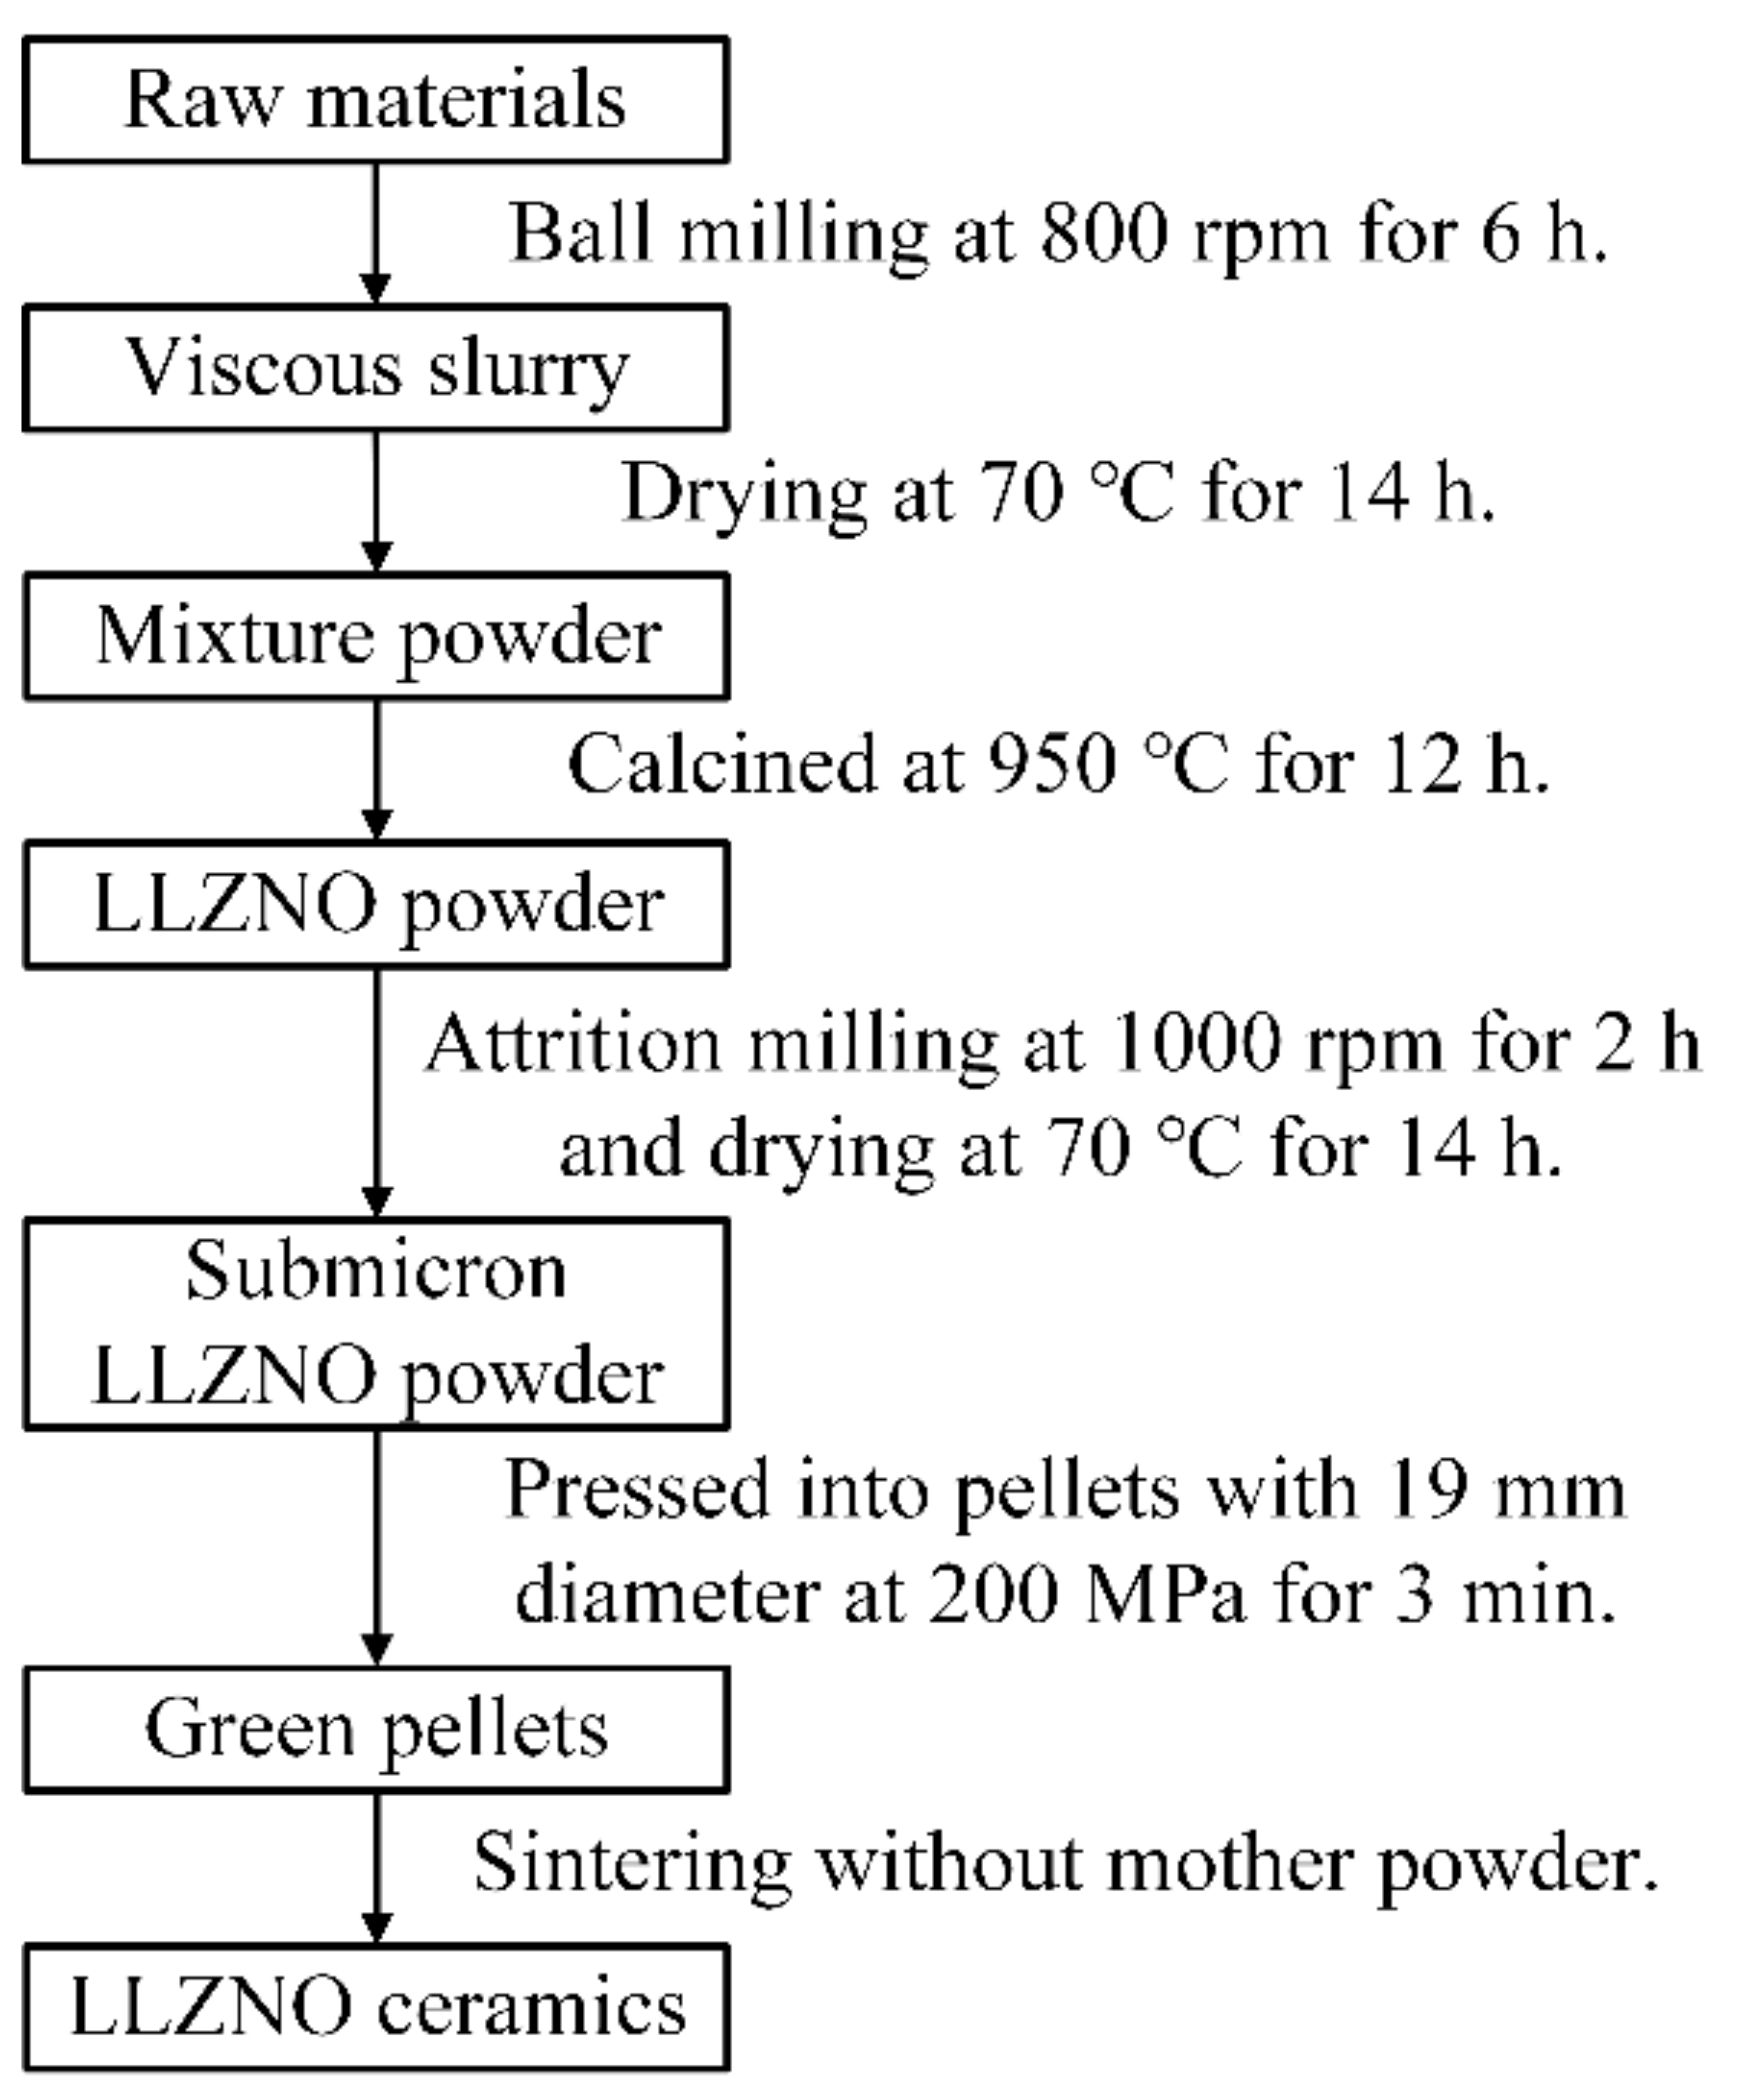 Raw materials
Ball milling at 800 rpm for 6 h.
Viscous slurry
Drying at 70 ℃ for 14 h.
Mixture powder
Calcined at 950 ℃ for 12 h.
LLZNO powder
Attrition milling at 1000 rpm for 2 h
and drying at 70 ℃ for 14 h.
Submicron
LLZNO powder
Pressed into pellets with 19 mm
diameter at 200 MPa for 3 min.
Green pellets
Sintering without mother powder.
LLZNO ceramics